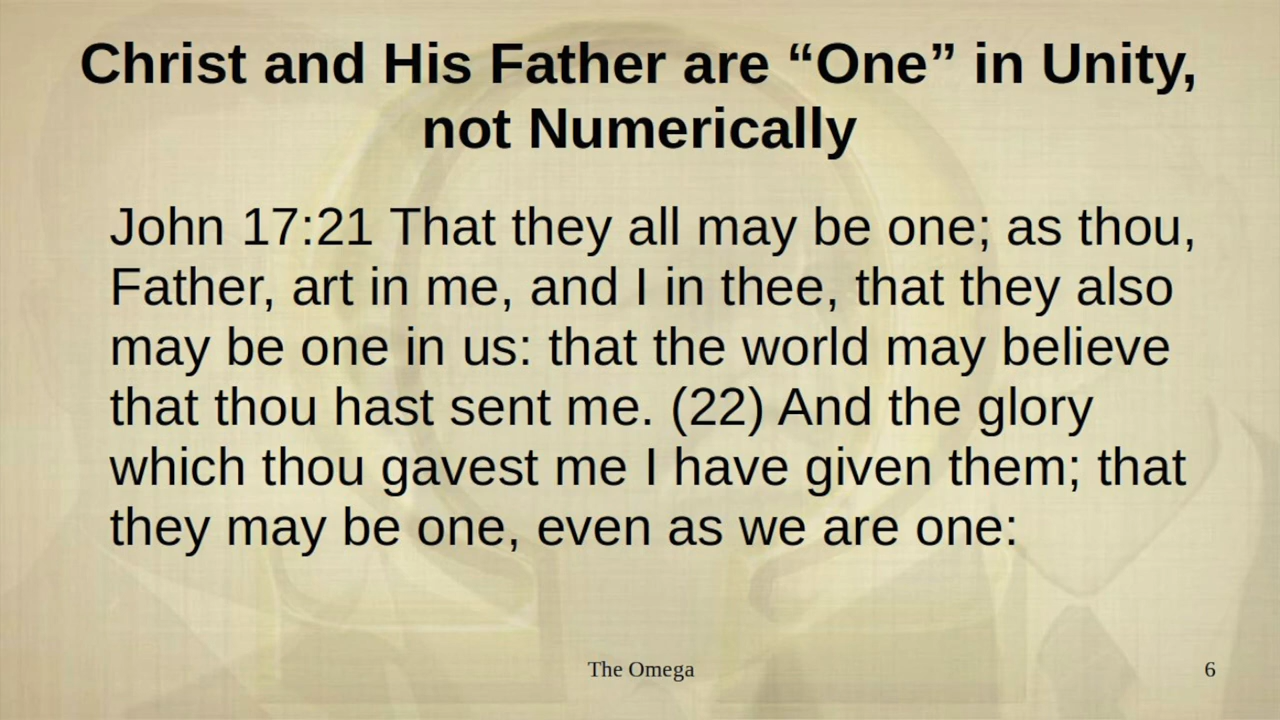 Christ and His Father are “One” in Unity,
not Numerically
John 17:21 That they all may be one; as thou,
Father, art in me, and I in thee, that they also
may be one in us: that the world may believe
that thou hast sent me. (22) And the glory
which thou gavest me I have given them; that
they may be one, even as we are one:
The Omega
6